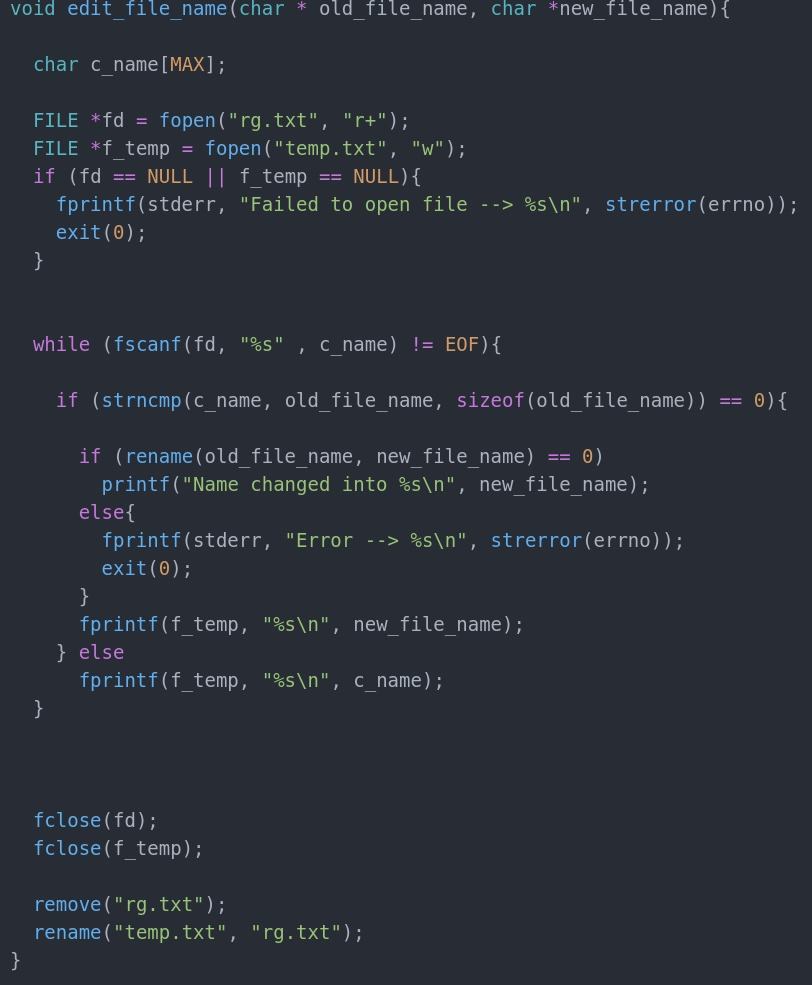 void edit_file_name(char * old_file_name, char *new_file_name){
char c_name[MAX];
FILE *fd = fopen("rg.txt", "r+");
FILE *f_temp = fopen("temp.txt", "w");
if (fd == NULL || f_temp == NULL){
fprintf(stderr, "Failed to open file --> %s\n", strerror(errno));
exit(0);
}
while (fscanf(fd, "%s" , c_name) != EOF){
if (strncmp(c_name, old_file_name, sizeof(old_file_name)) == 0){
if (rename(old_file_name, new_file_name) == 0)
printf("Name changed into %s\n", new_file_name);
else{
fprintf(stderr, "Error --> %s\n", strerror(errno));
exit(0);
}
fprintf(f_temp, "%s\n", new_file_name);
} else
fprintf(f_temp, "%s\n", c_name);
}
fclose(fd);
fclose(f_temp);
remove("rg.txt");
rename("temp.txt", "rg.txt");
}